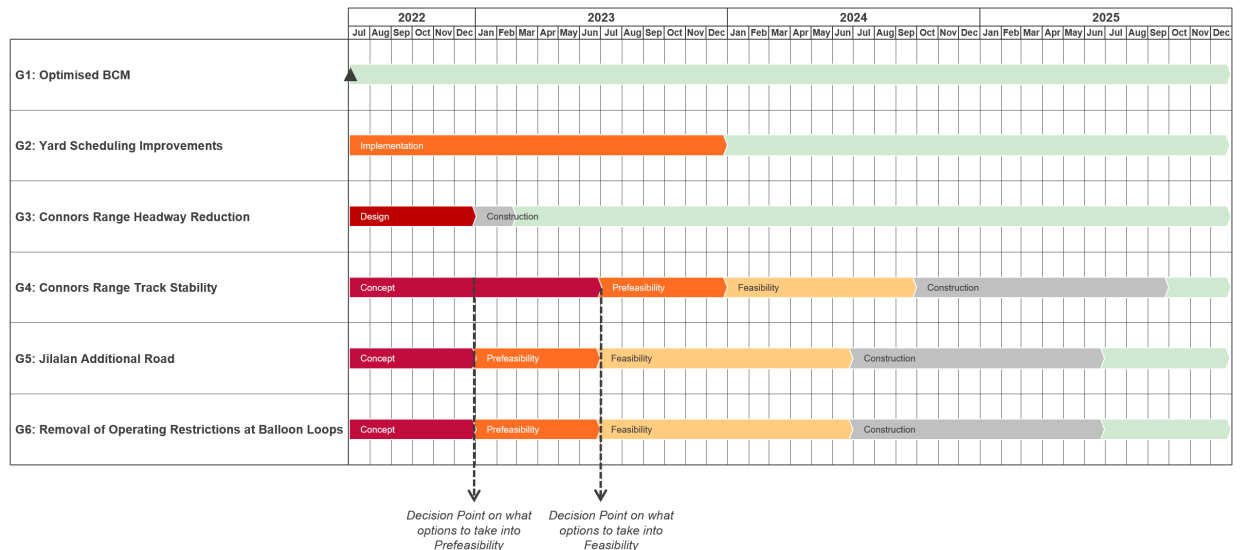 2022 2023 2024 2025
Jul Aug Sep Oct Nov Dec Jan Feb Mar Apr May Jun Jul Aug Sep Oct Nov Dec Jan Feb Mar Apr May Jun Jul Aug Sep Oct Nov Dec Jan Feb Mar Apr May Jun Jul Aug Sep Oct Nov Dec
G1: Optimised BCM
G2: Yard Scheduling Improvements
Implementation
G3: Connors Range Headway Reduction
Design Construction
G4: Connors Range Track Stability
Concept Prefeasibility Feasibility Construction
G5: Jilalan Additional Road
Concept Prefeasibility Feasibility Construction
G6: Removal of Operating Restrictions at Balloon Loops
Concept Prefeasibility Feasibility Construction
Decision Point on what
options to take into
Prefeasibility
Decision Point on what
options to take into
Feasibility